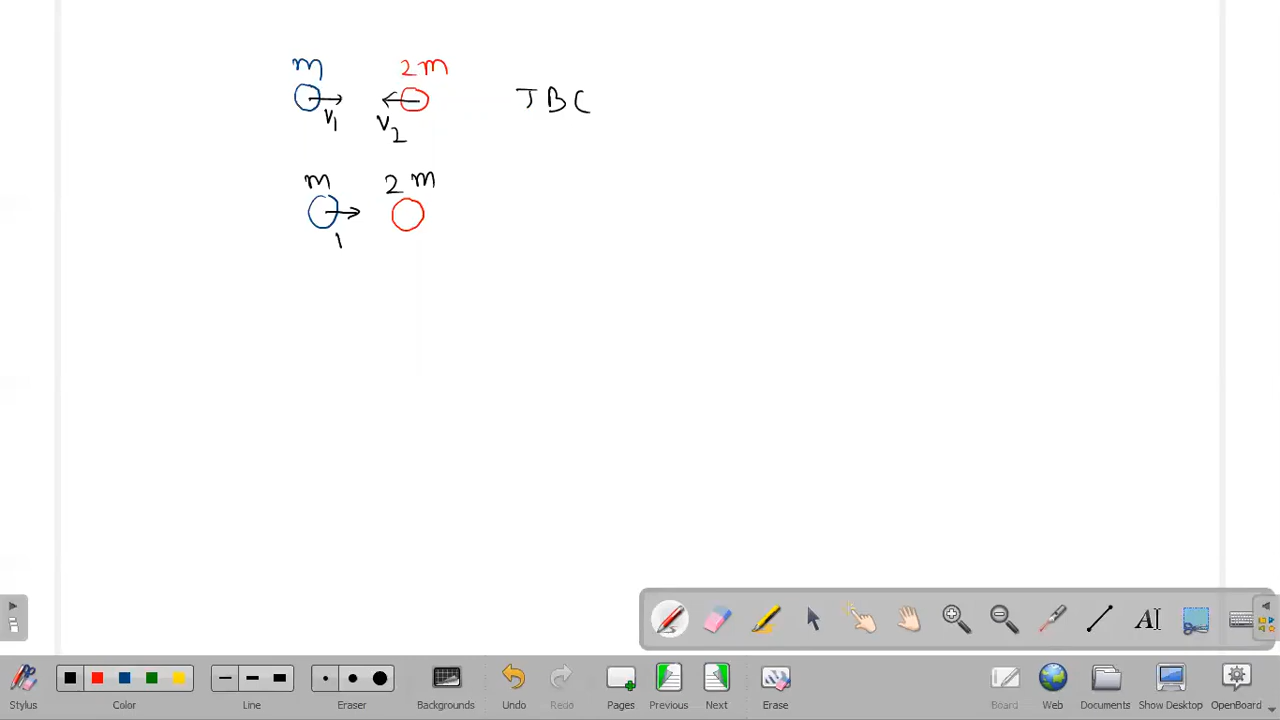 m 2m
V1 V2 JBC
m 2m
1
Stylus Color Line Eraser Backgrounds Undo Redo Pages Previous Next Erase Board Web Documents Show Desktop OpenBoard